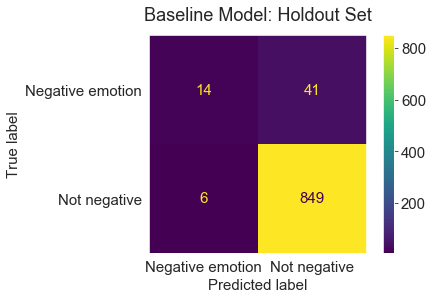 Baseline Model: Holdout Set
800
Negative emotion
14
41
600
True label
400
Not negative
6
849
200
Negative emotion
Not negative
Predicted label